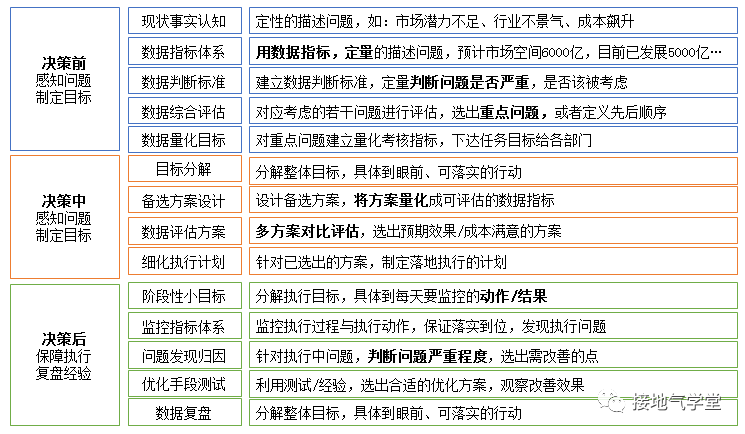 决策前
感知问题
制定目标
现状事实认知
定性的描述问题，如：市场潜力不足、行业不景气、成本飙升
数据指标体系
用数据指标，定量的描述问题，预计市场空间6000亿，目前已发展5000亿…
数据判断标准
建立数据判断标准，定量判断问题是否严重，是否该被考虑
数据综合评估
对应考虑的若干问题进行评估，选出重点问题，或者定义先后顺序
数据量化目标
对重点问题建立量化考核指标，下达任务目标给各部门
决策中
感知问题
制定目标
目标分解
分解整体目标，具体到眼前、可落实的行动
备选方案设计
设计备选方案，将方案量化成可评估的数据指标
数据评估方案
多方案对比评估，选出预期效果/成本满意的方案
细化执行计划
针对已选出的方案，制定落地执行的计划
决策后
保障执行
复盘经验
阶段性小目标
分解执行目标，具体到每天要监控的动作/结果
监控指标体系
监控执行过程与执行动作，保证落实到位，发现执行问题
问题发现归因
针对执行中问题，判断问题严重程度，选出需改善的点
优化手段测试
利用测试/经验，选出合适的优化方案，观察改善效果
数据复盘
分解整体目标，具体到眼前、可落实的行动
接地气学堂